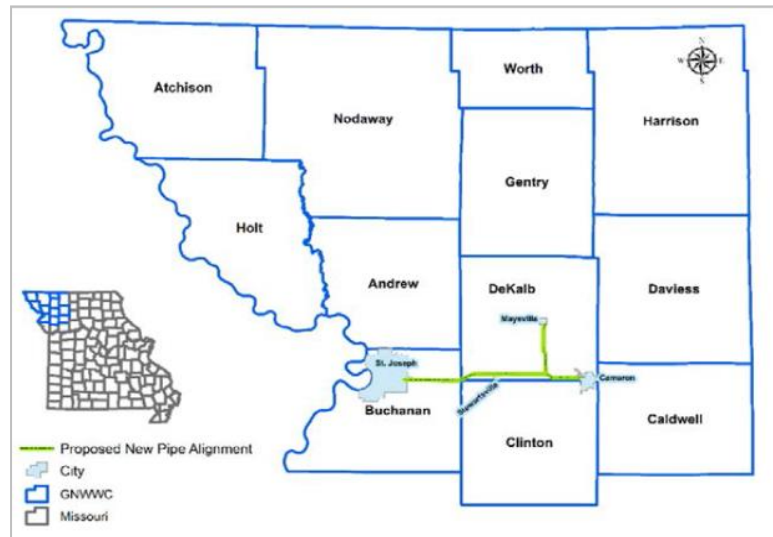 N
W
E
S
Atchison
Nodaway
Worth
Harrison
Gentry
Holt
Andrew
DeKalb
Daviess
Maysville
St. Joseph
Cameron
Stewartsville
Buchanan
Caldwell
Clinton
Proposed New Pipe Alignment
City
GNWWC
Missouri